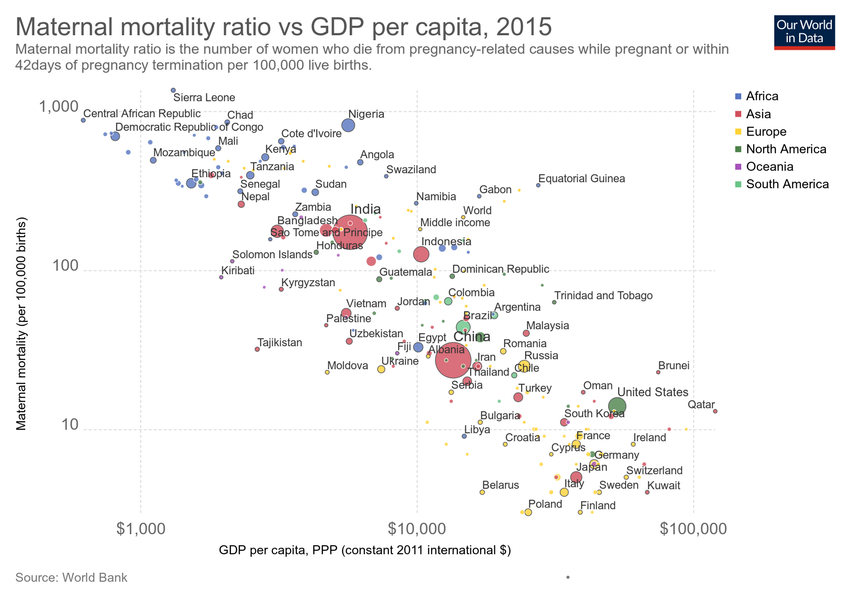 Maternal mortality ratio vs GDP per capita, 2015
Maternal mortality ratio is the number of women who die from pregnancy-related causes while pregnant or within
42days of pregnancy termination per 100,000 live births.
Our World
in Data
Africa
Asia
Europe
North America
Oceania
South America
Maternal mortality (per 100,000 births)
1,000
100
10
Sierra Leone
Central African Republic
Chad
Nigeria
Democratic Republic of Congo
Cote d'Ivoire
Mali
Kenya
Mozambique
Angola
Ethiopia
Tanzania
Swaziland
Equatorial Guinea
Senegal
Sudan
Gabon
Nepal
Namibia
Zambia
India
World
Bangladesh
Middle income
Sao Tome and Principe
Honduras
Indonesia
Solomon Islands
Kiribati
Guatemala
Dominican Republic
Kyrgyzstan
Colombia
Trinidad and Tobago
Vietnam
Jordan
Argentina
Palestine
Brazil
Uzbekistan
Egypt
China
Malaysia
Tajikistan
Fiji
Albania
Romania
Moldova
Ukraine
Iran
Russia
Thailand
Chile
Brunei
Serbia
Turkey
Oman
United States
Qatar
Bulgaria
South Korea
Libya
Croatia
France
Ireland
Cyprus
Germany
Japan
Switzerland
Belarus
Italy
Sweden
Kuwait
Poland
Finland
$1,000
$10,000
$100,000
GDP per capita, PPP (constant 2011 international $)
Source: World Bank